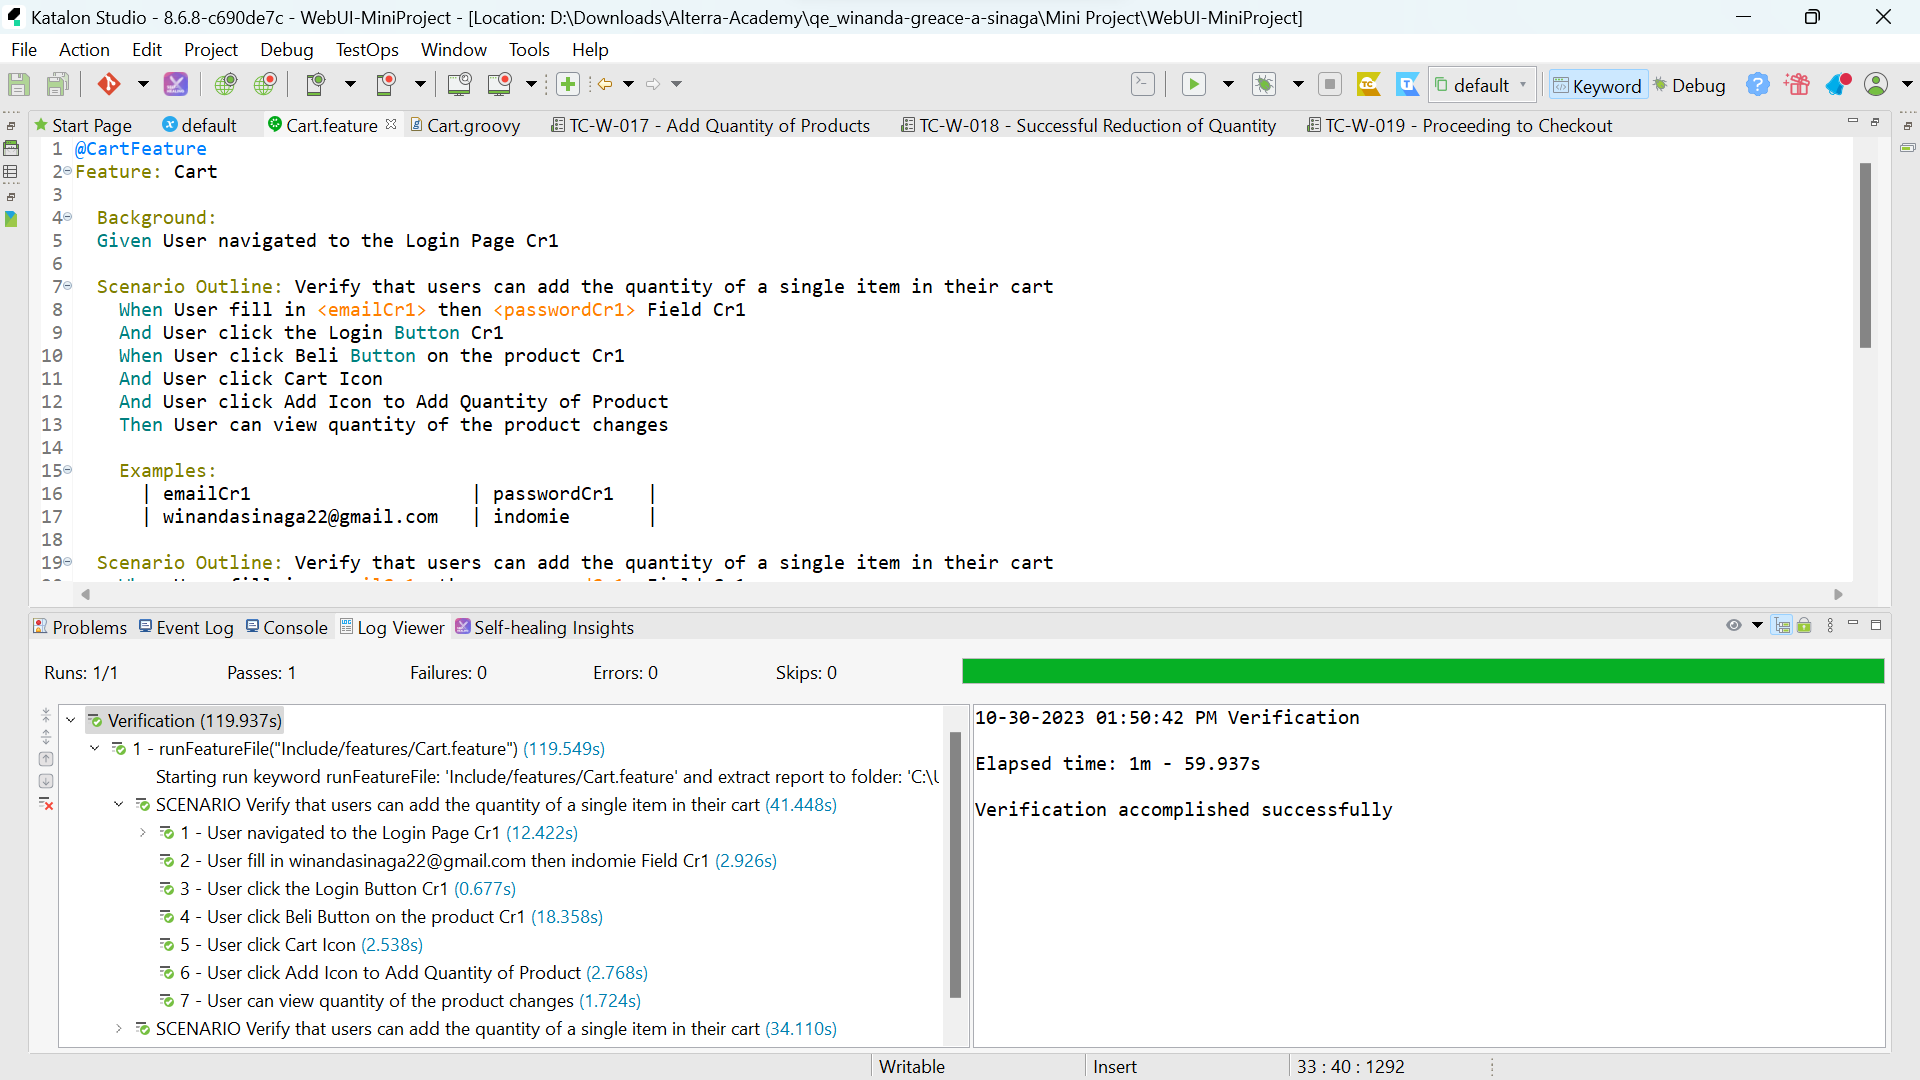 Katalon Studio - 8.6.8-c690de7c - WebUI-MiniProject - [Location: D:\Downloads\Alterra-Academy\qe_winanda-greace-a-sinaga\Mini Project\WebUI-MiniProject]
File Action Edit Project Debug TestOps Window Tools Help
default Keyword Debug
Start Page default Cart.feature Cart.groovy TC-W-017 - Add Quantity of Products TC-W-018 - Successful Reduction of Quantity TC-W-019 - Proceeding to Checkout
1 @CartFeature
2 Feature: Cart
3
4 Background:
5 Given User navigated to the Login Page Cr1
6
7 Scenario Outline: Verify that users can add the quantity of a single item in their cart
8 When User fill in <emailCr1> then <passwordCr1> Field Cr1
9 And User click the Login Button Cr1
10 When User click Beli Button on the product Cr1
11 And User click Cart Icon
12 And User click Add Icon to Add Quantity of Product
13 Then User can view quantity of the product changes
14
15 Examples:
16 | emailCr1 | passwordCr1 |
17 | winandasinaga22@gmail.com | indomie |
18
19 Scenario Outline: Verify that users can add the quantity of a single item in their cart
Problems Event Log Console Log Viewer Self-healing Insights
Runs: 1/1 Passes: 1 Failures: 0 Errors: 0 Skips: 0
Verification (119.937s)
1 - runFeatureFile("Include/features/Cart.feature") (119.549s)
Starting run keyword runFeatureFile: 'Include/features/Cart.feature' and extract report to folder: 'C:\U
SCENARIO Verify that users can add the quantity of a single item in their cart (41.448s)
1 - User navigated to the Login Page Cr1 (12.422s)
2 - User fill in winandasinaga22@gmail.com then indomie Field Cr1 (2.926s)
3 - User click the Login Button Cr1 (0.677s)
4 - User click Beli Button on the product Cr1 (18.358s)
5 - User click Cart Icon (2.538s)
6 - User click Add Icon to Add Quantity of Product (2.768s)
7 - User can view quantity of the product changes (1.724s)
SCENARIO Verify that users can add the quantity of a single item in their cart (34.110s)
10-30-2023 01:50:42 PM Verification
Elapsed time: 1m - 59.937s
Verification accomplished successfully
Writable Insert 33 : 40 : 1292